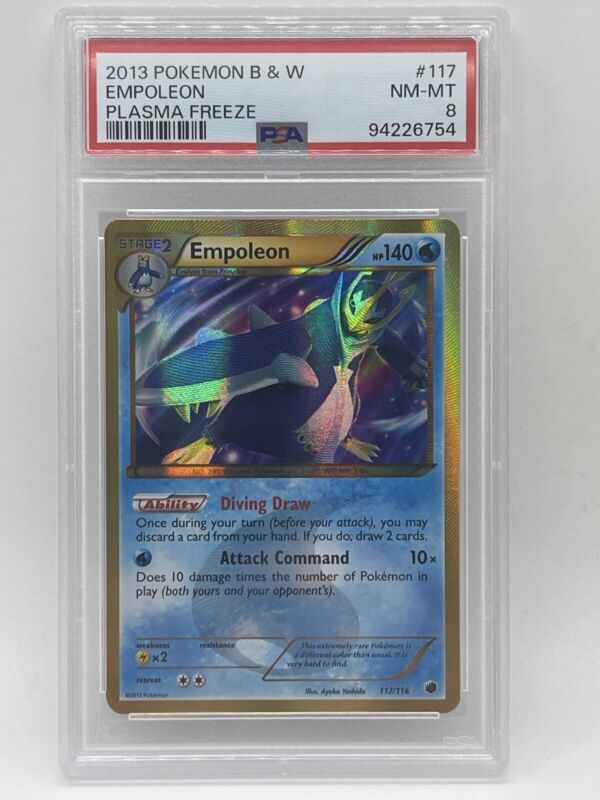 2013 POKEMON B & W #117
EMPOLEON NM-MT
PLASMA FREEZE 8
PSA 94226754
STAGE2 Empoleon HP140
Evolves from Prinplup
Ability Diving Draw
Once during your turn (before your attack), you may
discard a card from your hand. If you do, draw 2 cards.
Attack Command 10×
Does 10 damage times the number of Pokémon in
play (both yours and your opponent's).
weakness resistance
×2
retreat
This extremely rare Pokémon is
a different color than usual. It is
very hard to find.
©2013 Pokémon Illus. Ayaka Yoshida 117/116